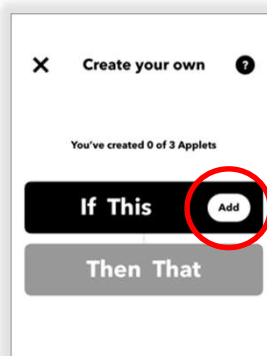 Create your own ?
You've created 0 of 3 Applets
If This Add
Then That